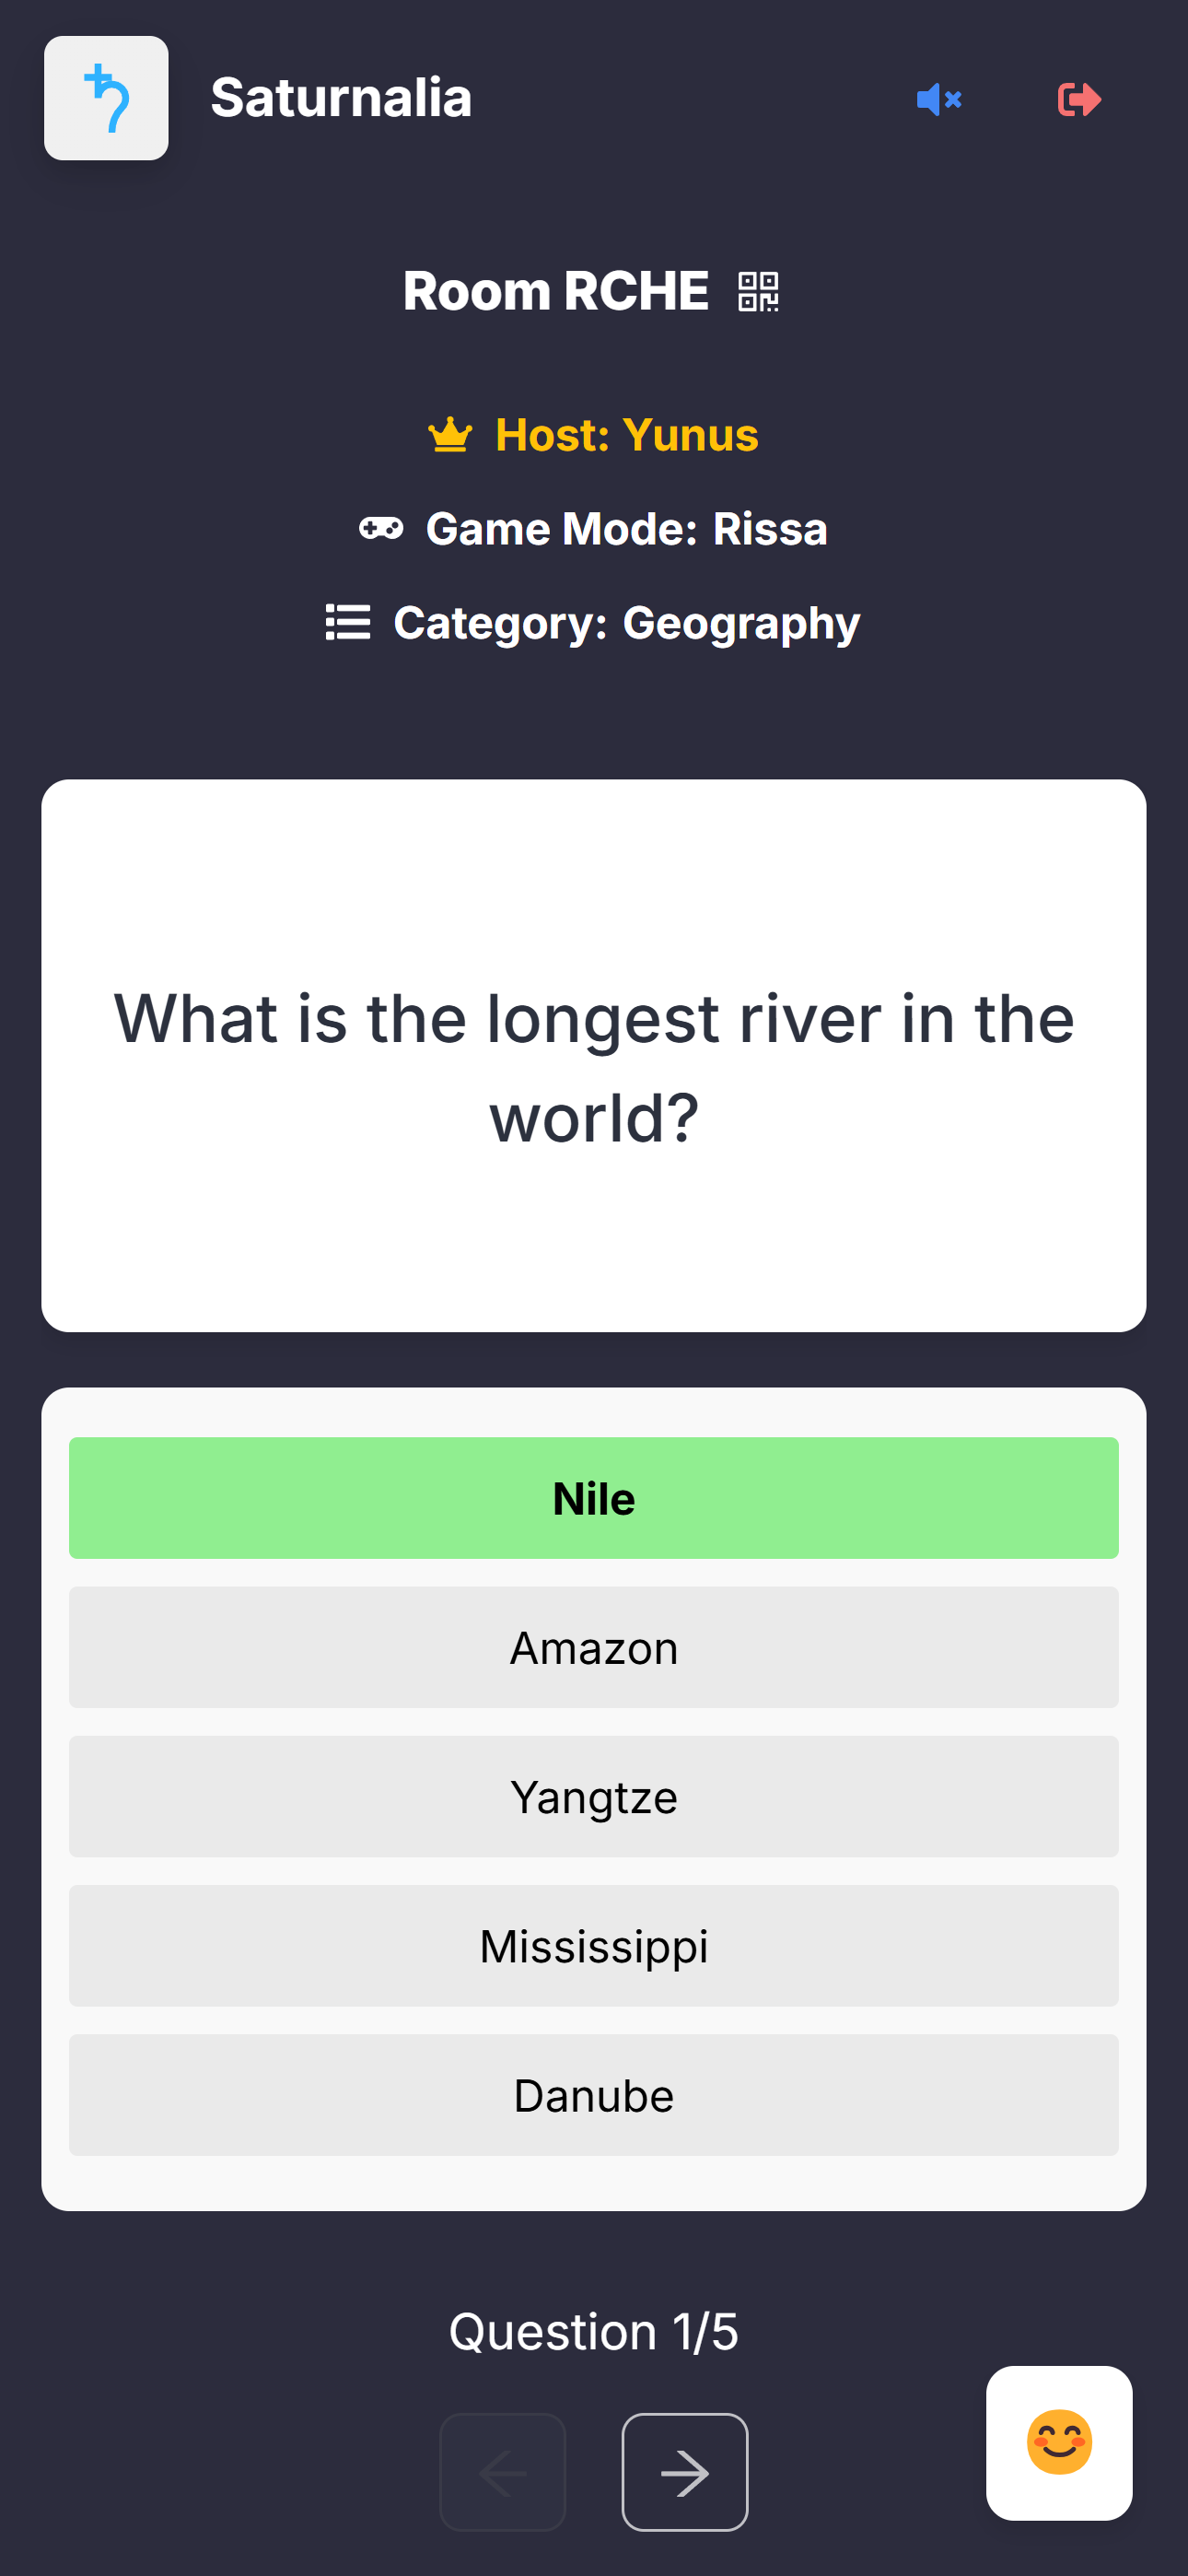 Saturnalia
Room RCHE
Host: Yunus
Game Mode: Rissa
Category: Geography
What is the longest river in the
world?
Nile
Amazon
Yangtze
Mississippi
Danube
Question 1/5